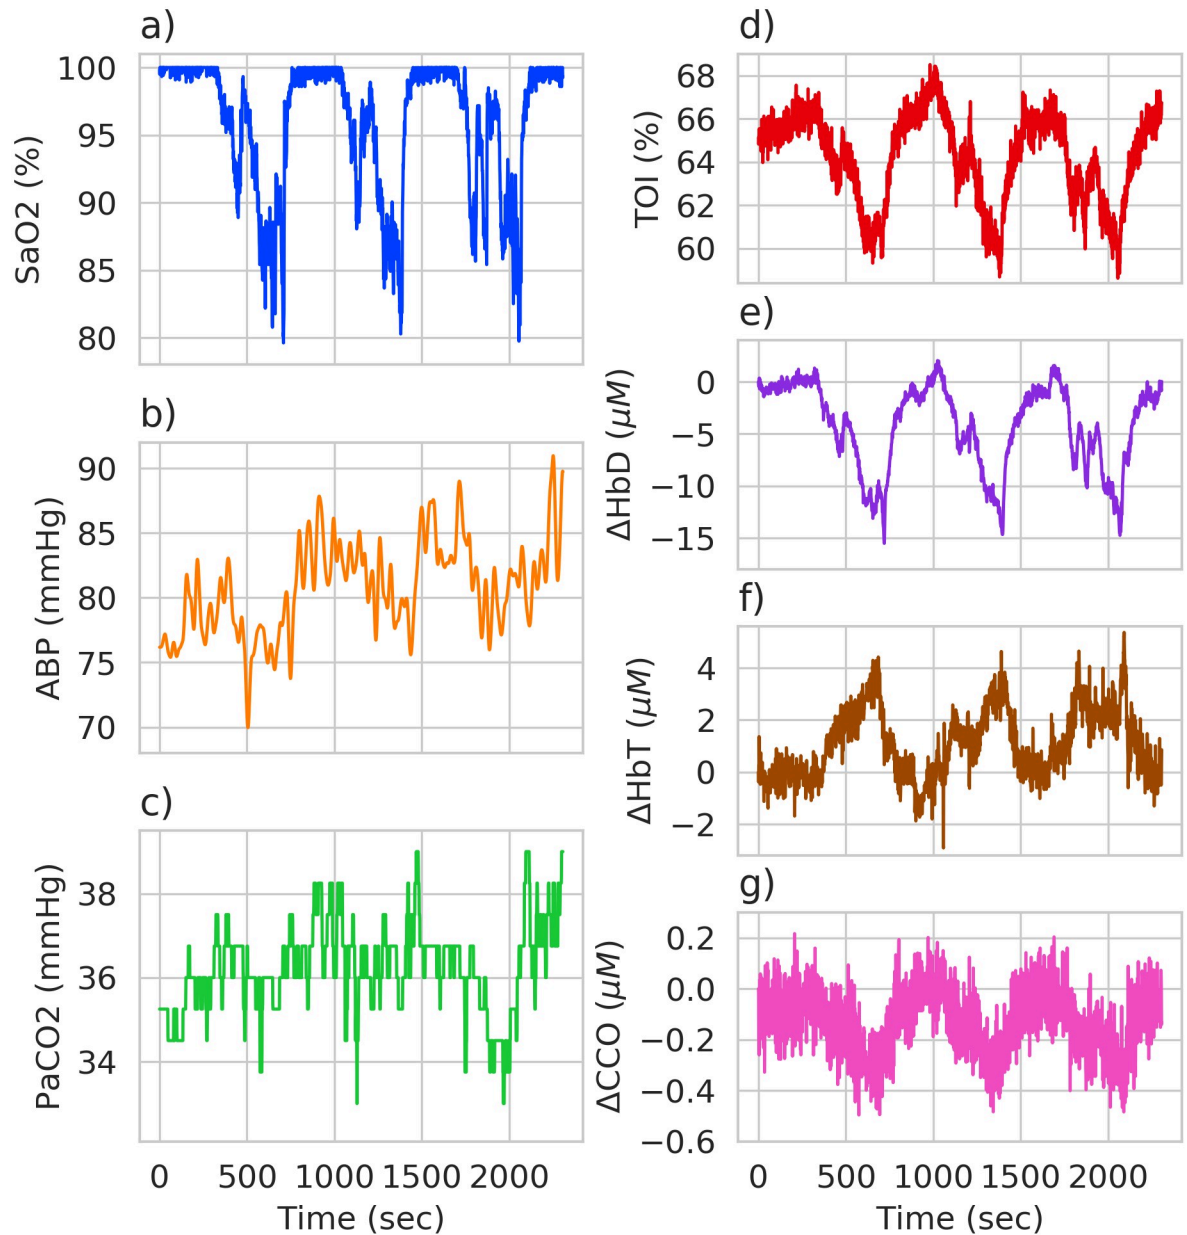 a)
SaO2 (%)
100
95
90
85
80
b)
ABP (mmHg)
90
85
80
75
70
c)
PaCO2 (mmHg)
38
36
34
0 500 1000 1500 2000
Time (sec)
d)
TOI (%)
68
66
64
62
60
e)
ΔHbD (μM)
0
−5
−10
−15
f)
ΔHbT (μM)
4
2
0
−2
g)
ΔCCO (μM)
0.2
0.0
−0.2
−0.4
−0.6
0 500 1000 1500 2000
Time (sec)